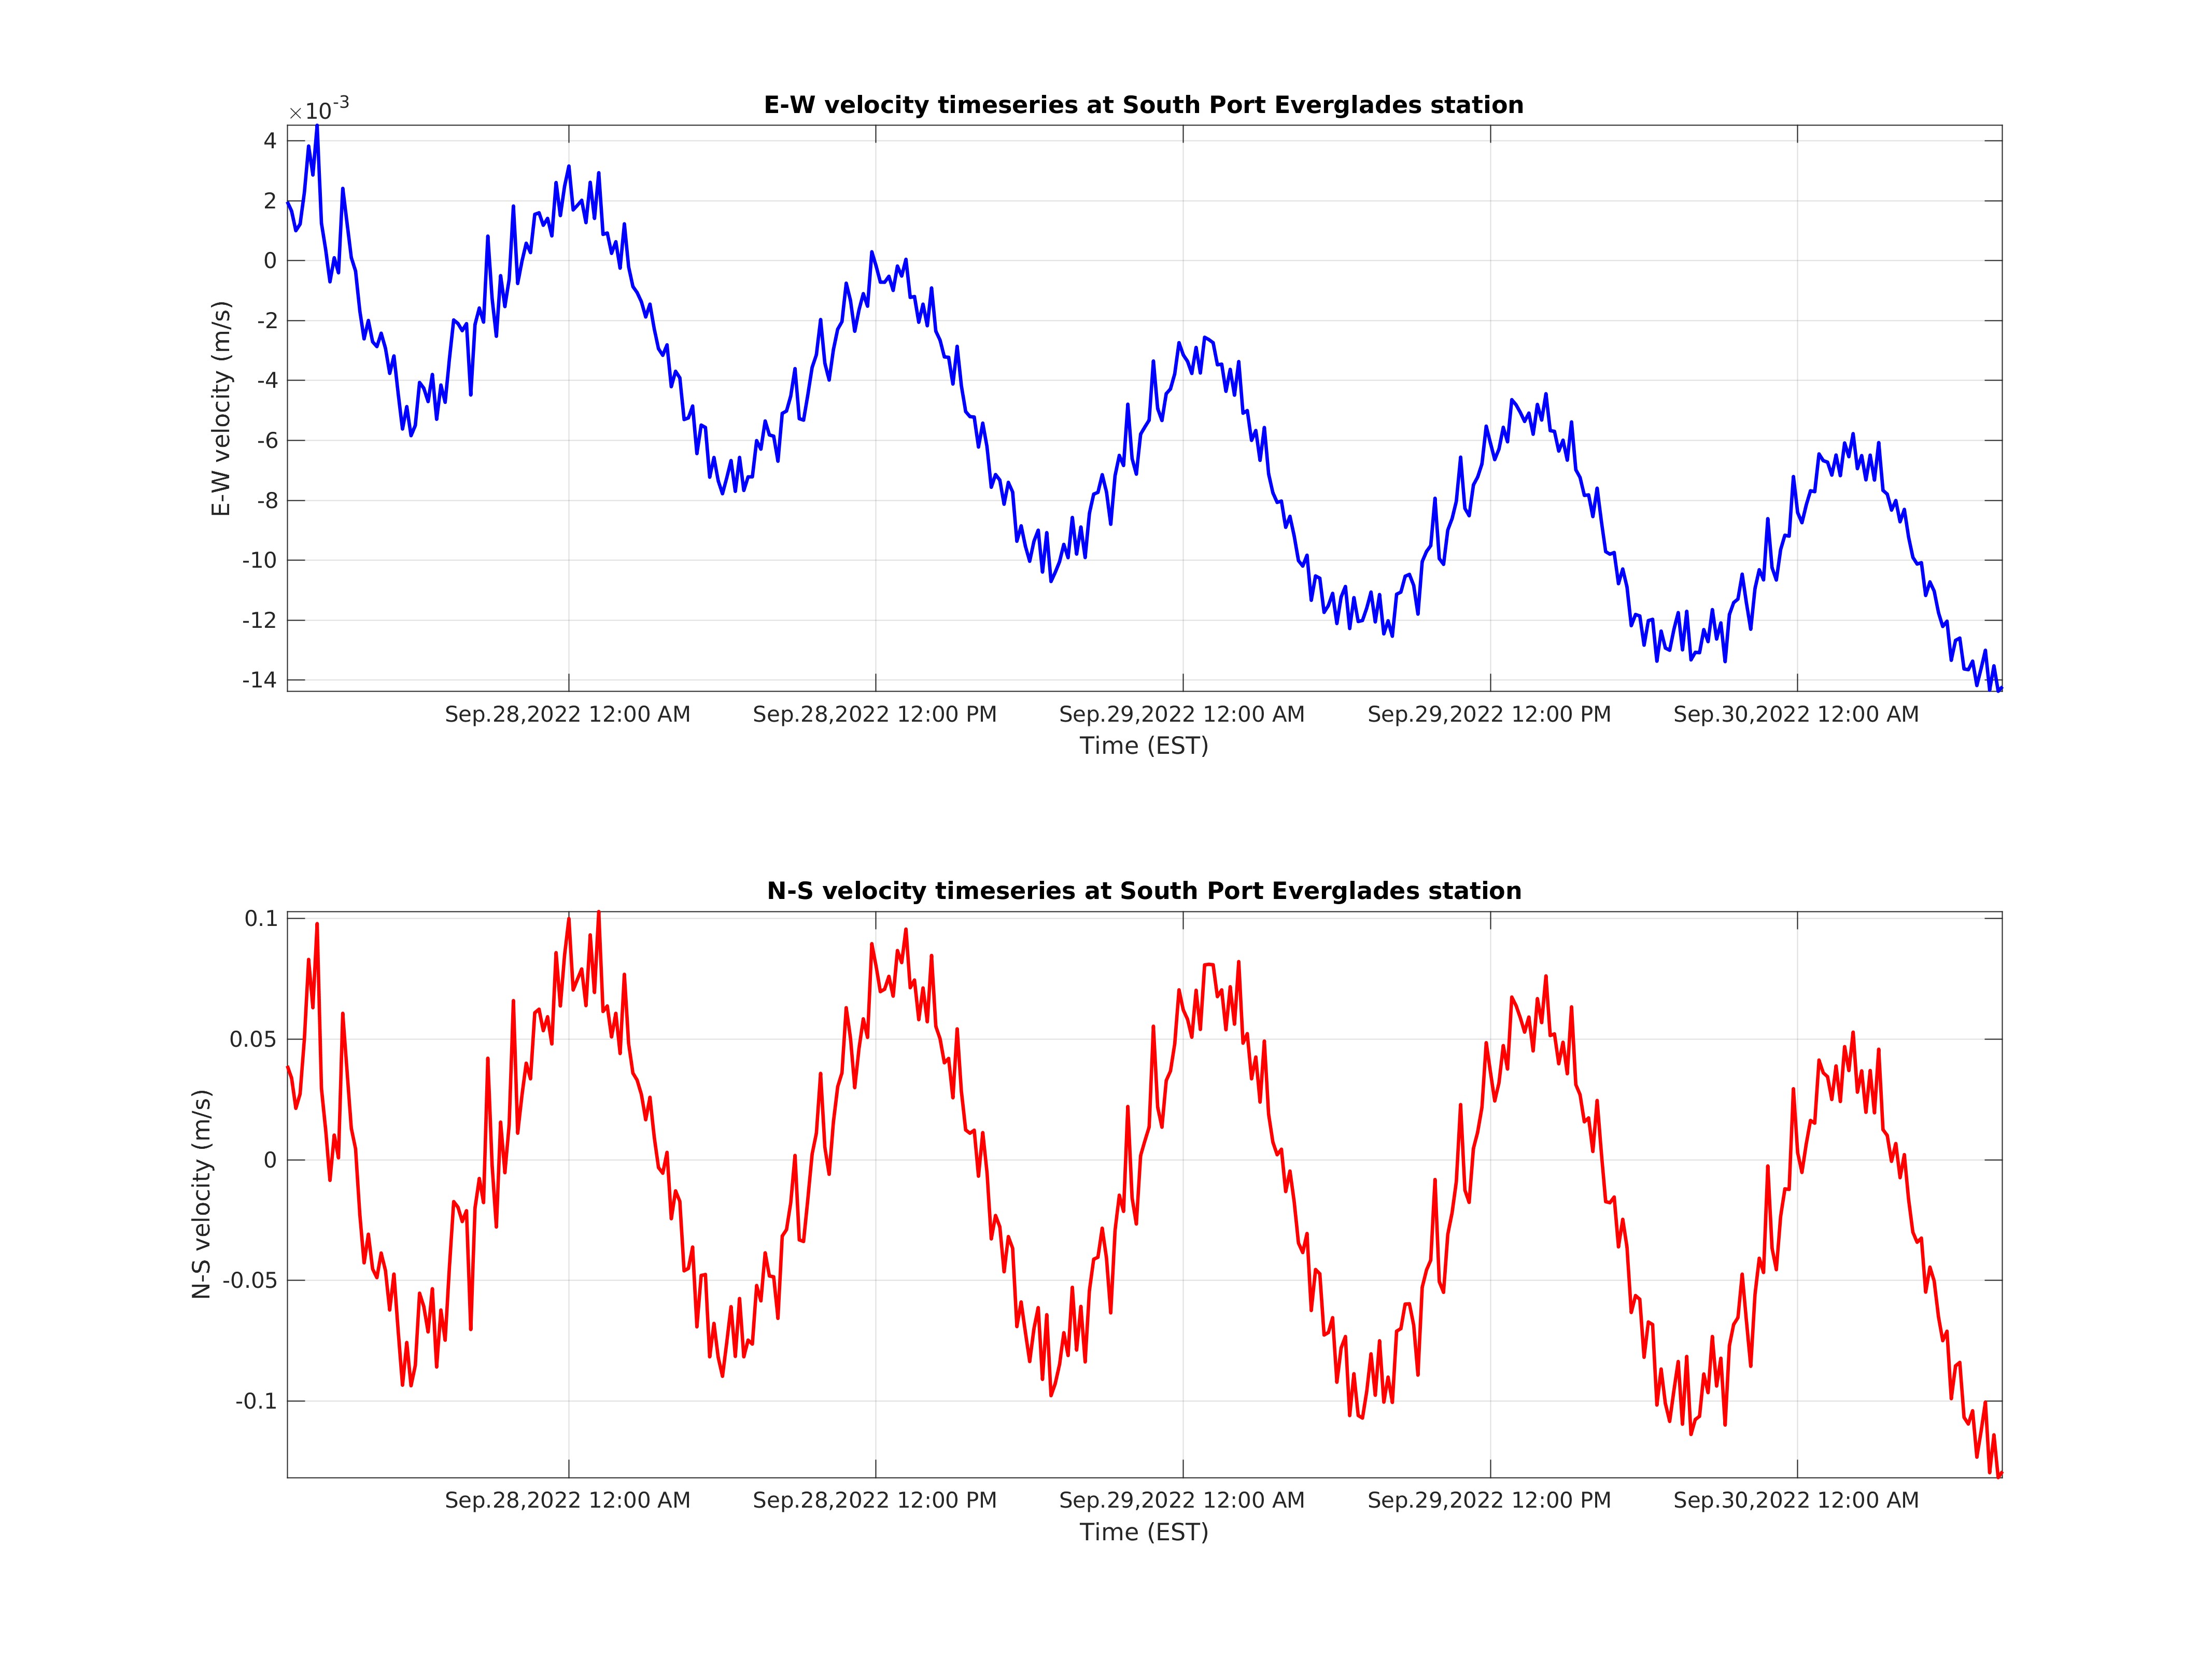 ×10-3
E-W velocity timeseries at South Port Everglades station
4
2
0
-2
-4
-6
-8
-10
-12
-14
E-W velocity (m/s)
Sep.28,2022 12:00 AM Sep.28,2022 12:00 PM Sep.29,2022 12:00 AM Sep.29,2022 12:00 PM Sep.30,2022 12:00 AM
Time (EST)
N-S velocity timeseries at South Port Everglades station
0.1
0.05
0
-0.05
-0.1
N-S velocity (m/s)
Sep.28,2022 12:00 AM Sep.28,2022 12:00 PM Sep.29,2022 12:00 AM Sep.29,2022 12:00 PM Sep.30,2022 12:00 AM
Time (EST)